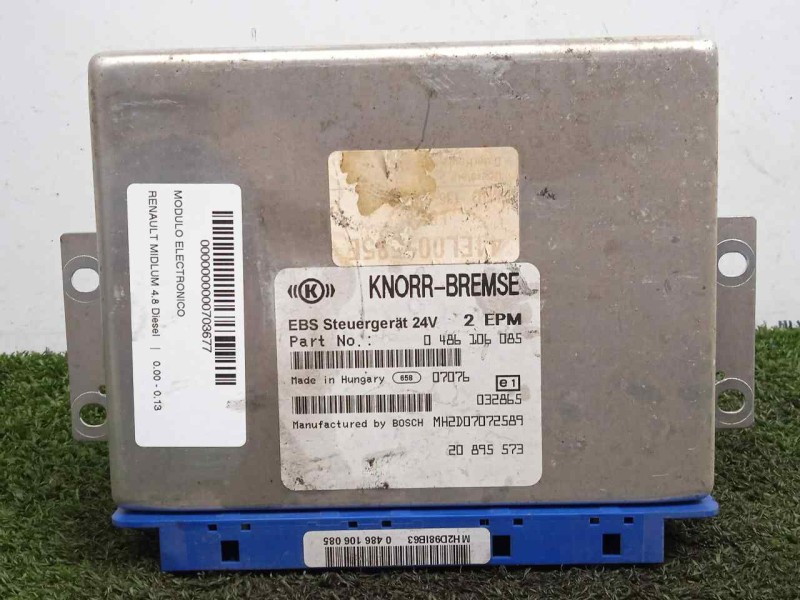 KNORR-BREMSE
EBS Steuergerät 24V 2 EPM
Part No.: 0 486 106 085
Made in Hungary 658 07076 e1
032865
Manufactured by BOSCH MH2D07072589
20 895 573
MODULO ELECTRONICO
0000000000703677
RENAULT MIDLUM 4.8 Diesel | 0.00 - 0.13
MH2D981B63
0 486 106 085